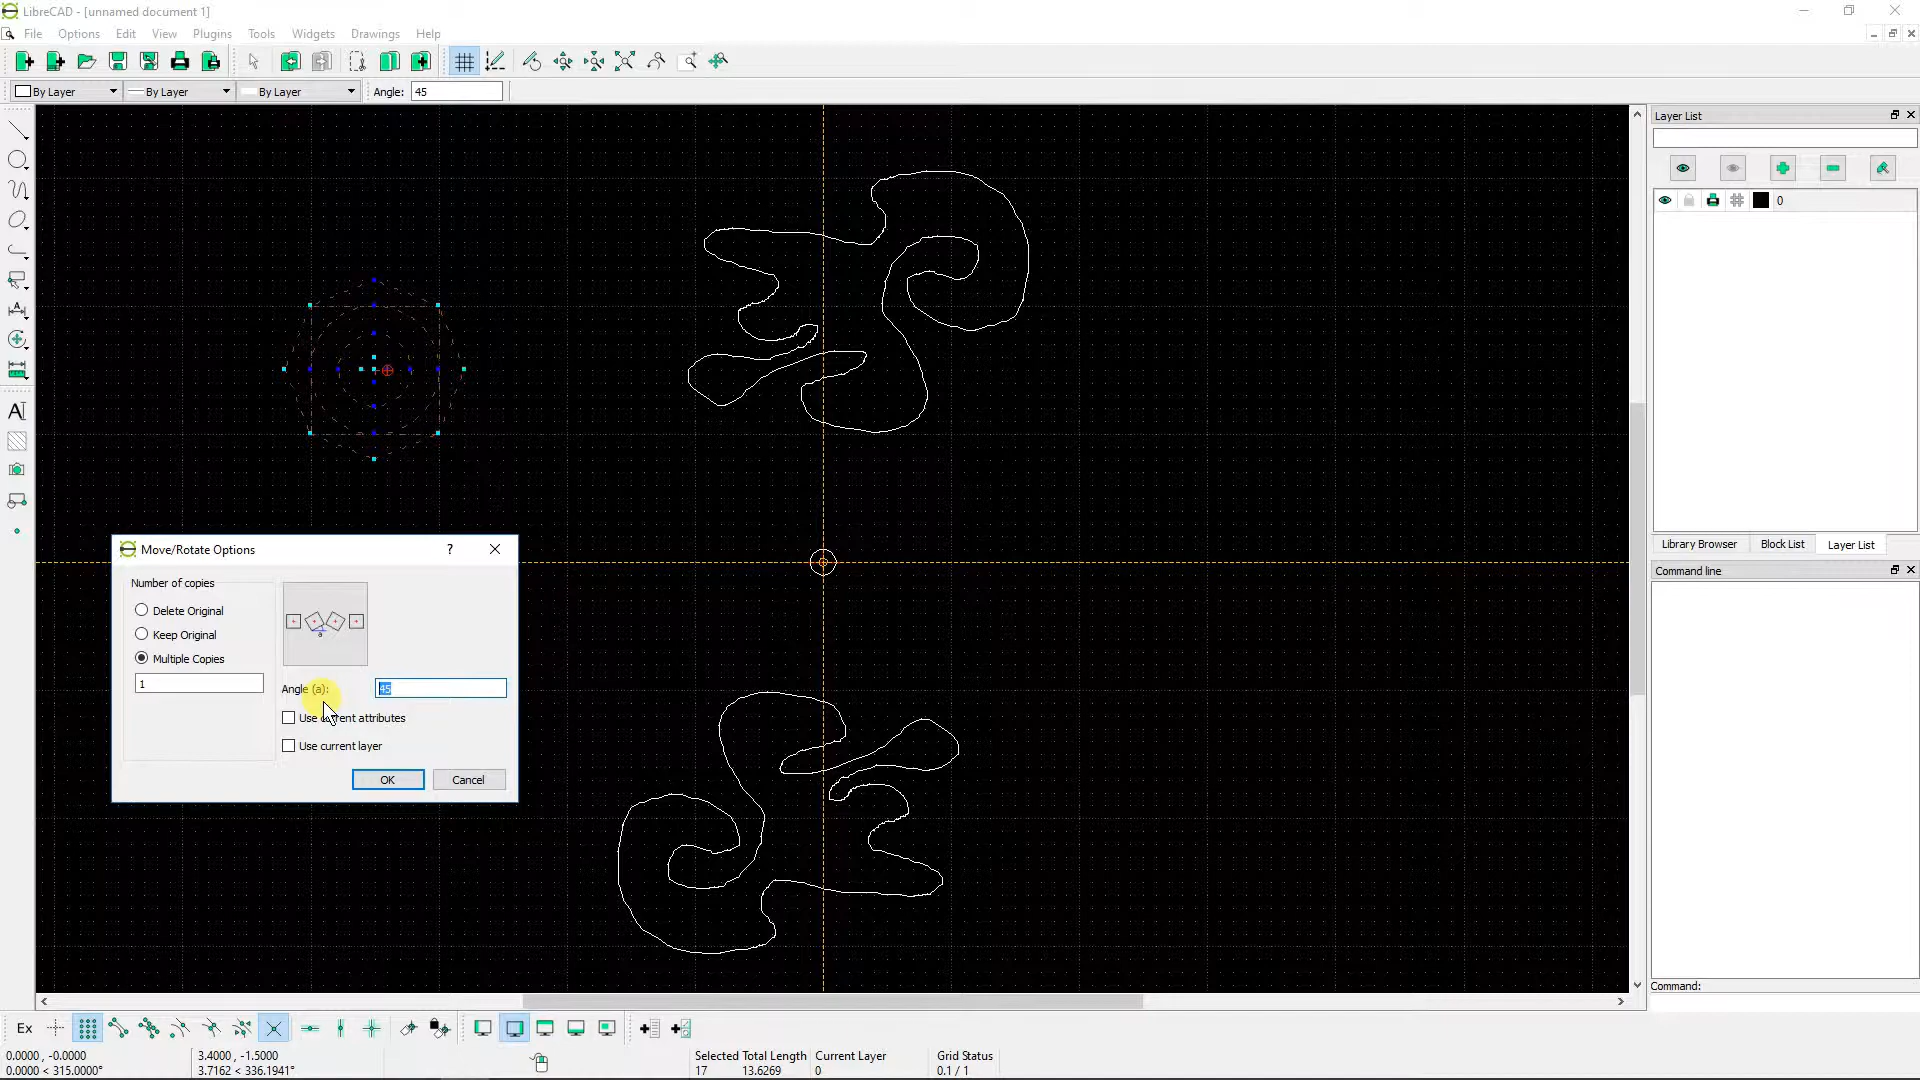 LibreCAD - [unnamed document 1]
File Options Edit View Plugins Tools Widgets Drawings Help
By Layer By Layer By Layer Angle: 45
Layer List
0
Move/Rotate Options ?
Number of copies
Delete Original
Keep Original
Multiple Copies
1
a
Angle (a): 45
Use current attributes
Use current layer
OK Cancel
Library Browser Block List Layer List
Command line
Command:
Ex
0.0000 , -0.0000 3.4000 , -1.5000 Selected Total Length Current Layer Grid Status
0.0000 < 315.0000° 3.7162 < 336.1941° 17 13.6269 0 0.1 / 1